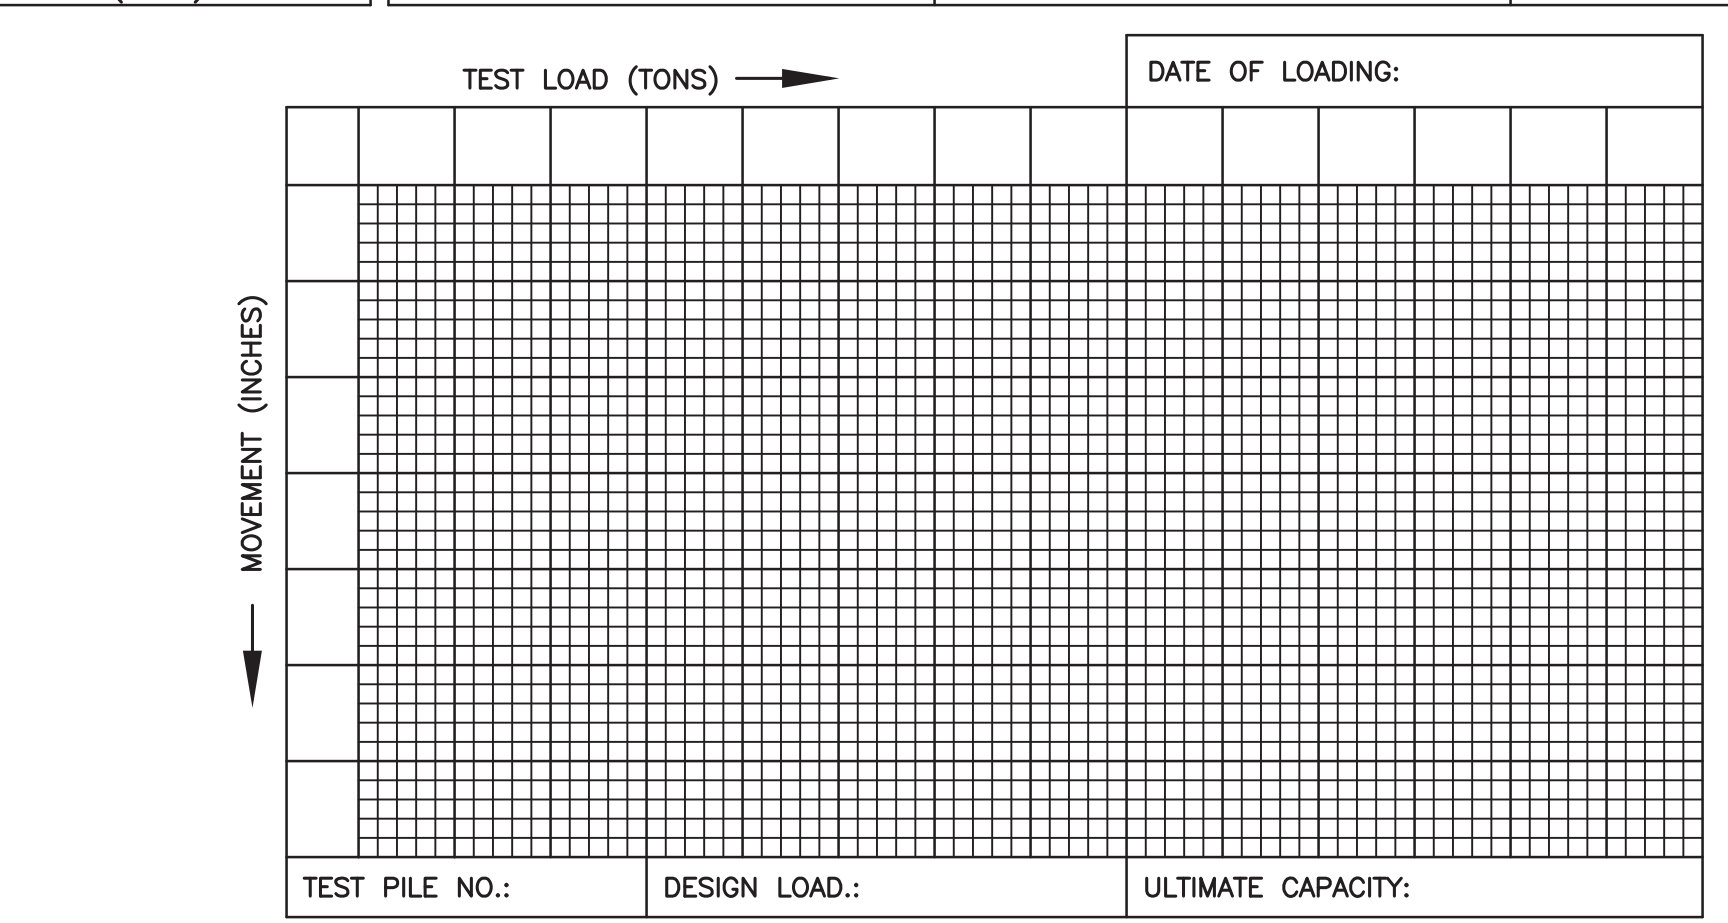 TEST LOAD (TONS)
DATE OF LOADING:
MOVEMENT (INCHES)
TEST PILE NO.:
DESIGN LOAD.:
ULTIMATE CAPACITY: